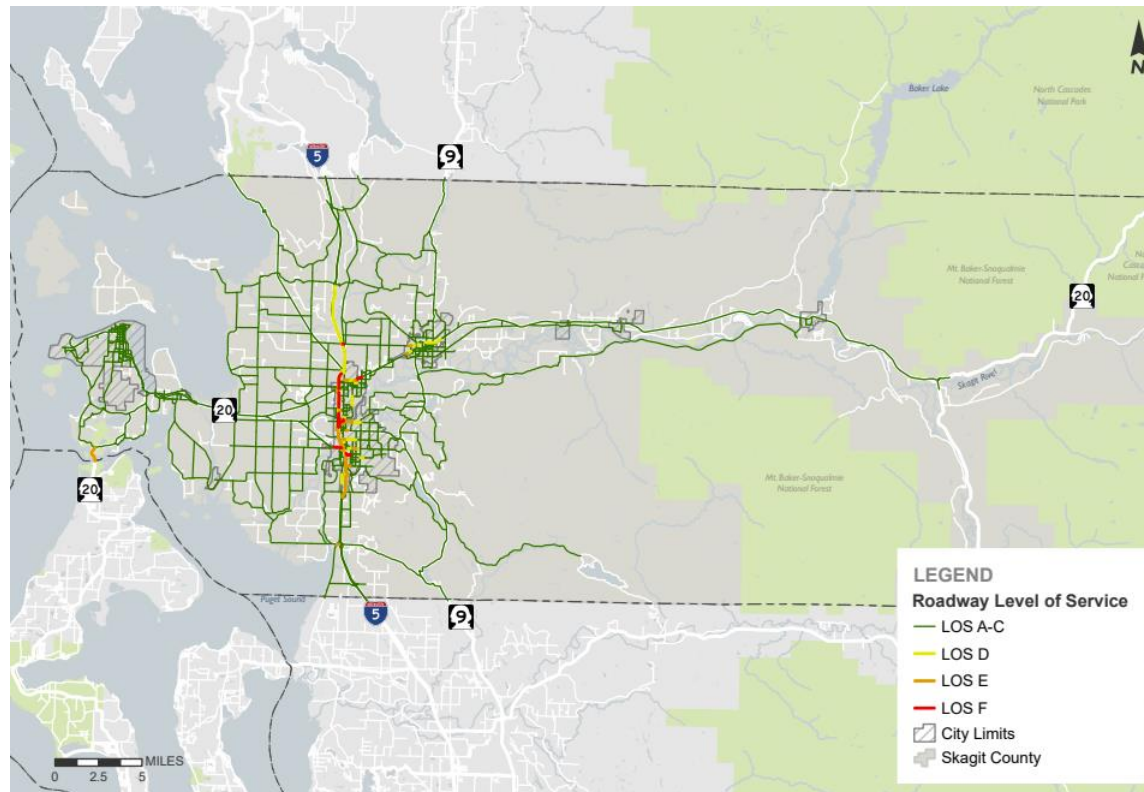 N
Baker Lake
North Cascades
National Park
5
9
Mt. Baker-Snoqualmie
National Forest
20
20
Skagit River
Mt. Baker-Snoqualmie
National Forest
20
Puget Sound
5
9
LEGEND
Roadway Level of Service
LOS A-C
LOS D
LOS E
LOS F
City Limits
Skagit County
MILES
0 2.5 5